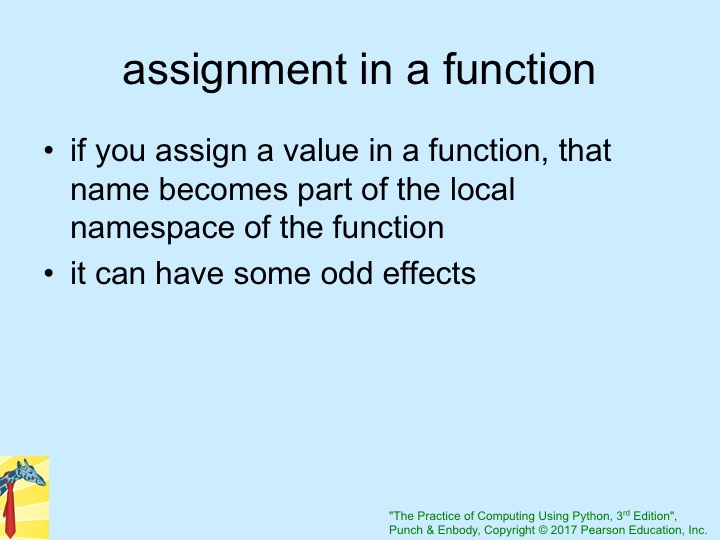 assignment in a function
• if you assign a value in a function, that
name becomes part of the local
namespace of the function
• it can have some odd effects
"The Practice of Computing Using Python, 3rd Edition",
Punch & Enbody, Copyright © 2017 Pearson Education, Inc.